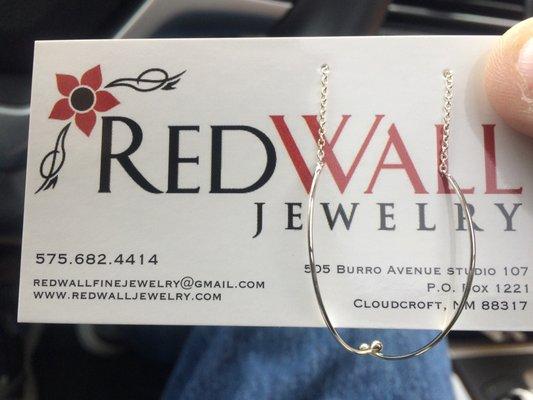 REDWALL
JEWELRY
575.682.4414
REDWALLFINEJEWELRY@GMAIL.COM
WWW.REDWALLJEWELRY.COM
505 BURRO AVENUE STUDIO 107
P.O. BOX 1221
CLOUDCROFT, NM 88317